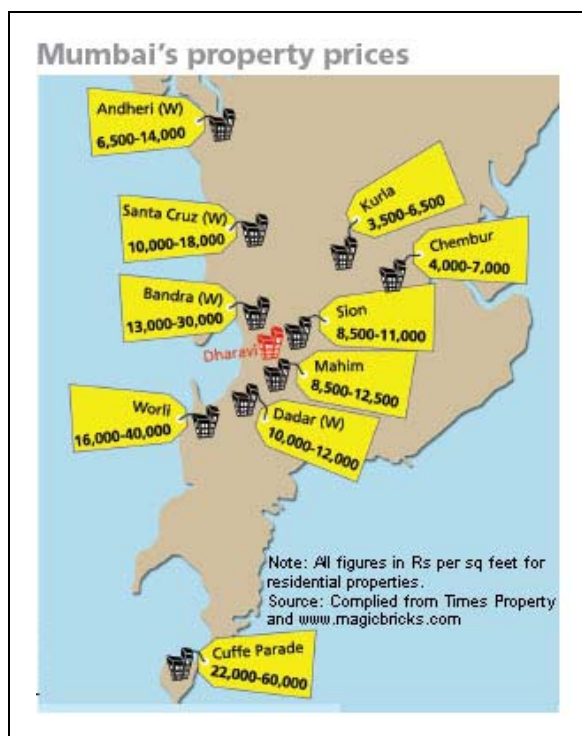 Mumbai's property prices
Andheri (W)
6,500-14,000
Kurla
3,500-6,500
Santa Cruz (W)
10,000-18,000
Chembur
4,000-7,000
Bandra (W)
13,000-30,000
Sion
8,500-11,000
Dharavi
Mahim
8,500-12,500
Worli
16,000-40,000
Dadar (W)
10,000-12,000
Note: All figures in Rs per sq feet for
residential properties.
Source: Complied from Times Property
and www.magicbricks.com
Cuffe Parade
22,000-60,000